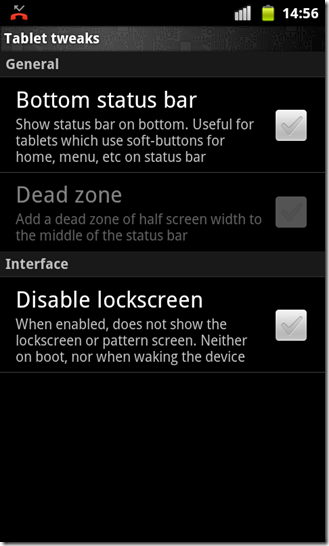 14:56
Tablet tweaks
General
Bottom status bar
Show status bar on bottom. Useful for
tablets which use soft-buttons for
home, menu, etc on status bar
Dead zone
Add a dead zone of half screen width to
the middle of the status bar
Interface
Disable lockscreen
When enabled, does not show the
lockscreen or pattern screen. Neither
on boot, nor when waking the device